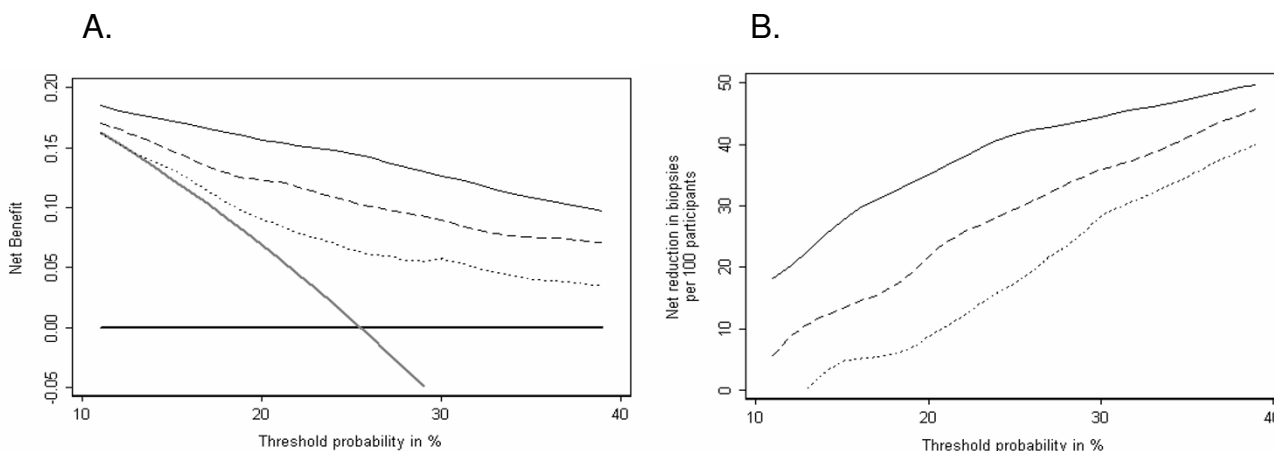 A.
B.
Net Benefit
0.20
0.15
0.10
0.05
0.00
-0.05
10
20
30
40
Threshold probability in %
Net reduction in biopsies
per 100 participants
50
40
30
20
10
0
10
20
30
40
Threshold probability in %